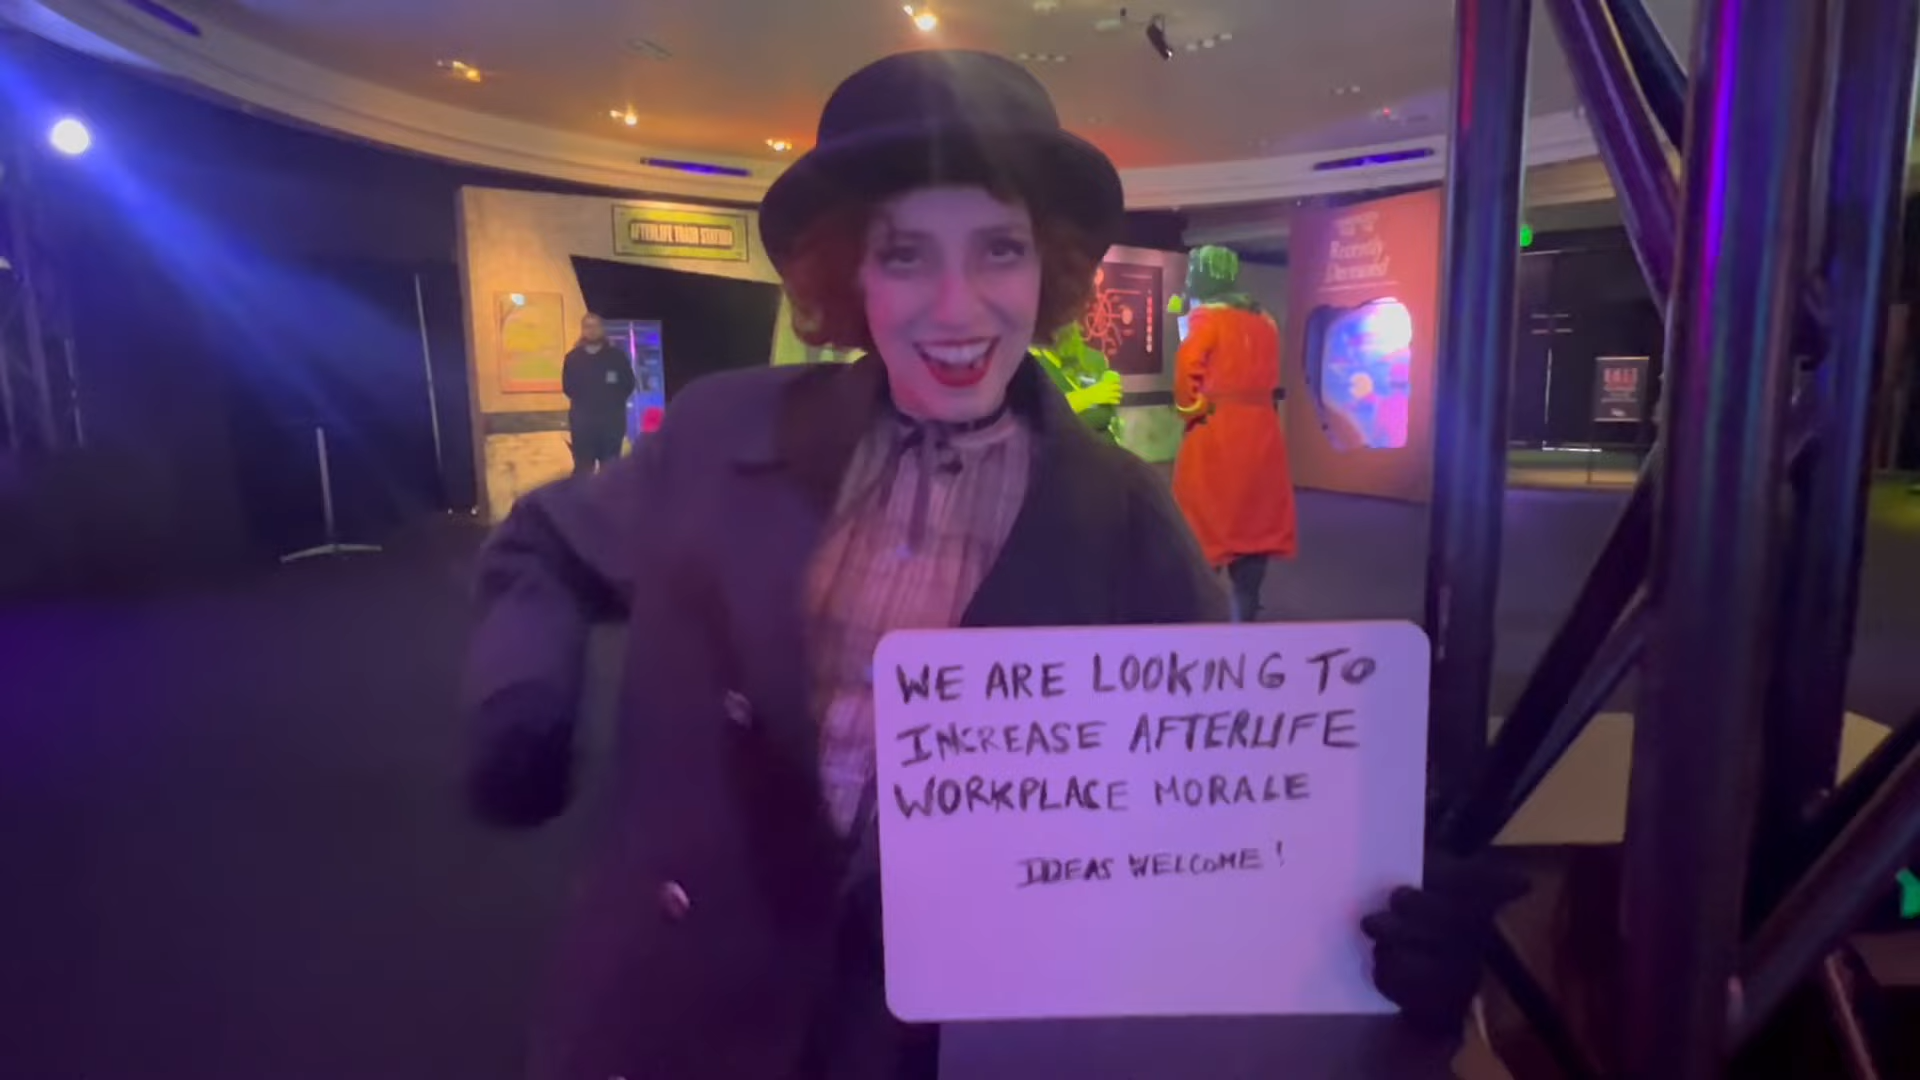 AFTERLIFE TRAIN STATION
Recently
Deceased
WE ARE LOOKING TO
INCREASE AFTERLIFE
WORKPLACE MORALE
IDEAS WELCOME!